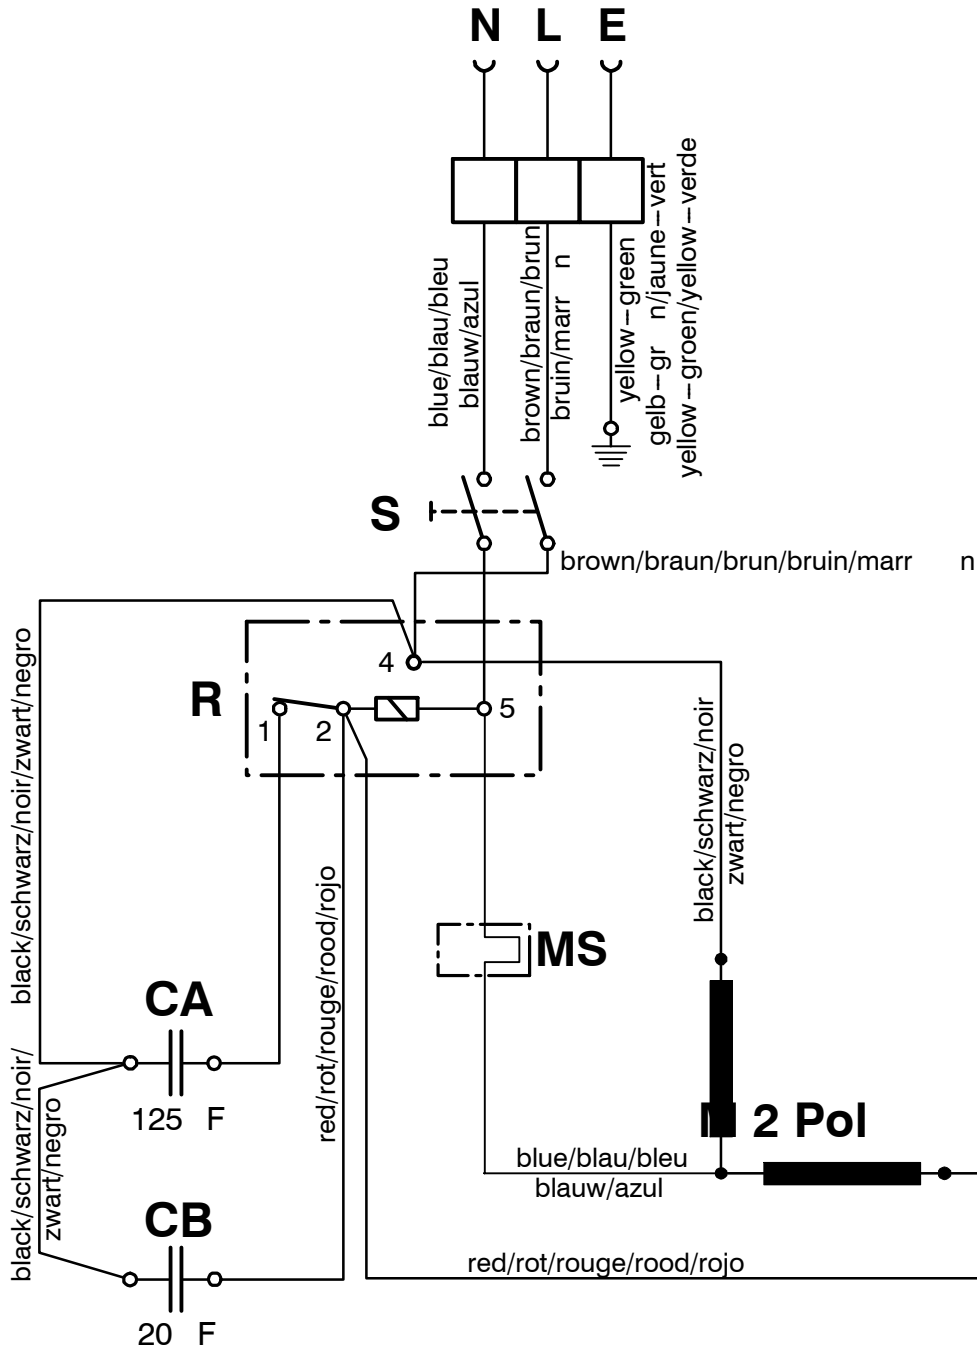 N L E
blue/blau/bleu
blauw/azul
brown/braun/brun
bruin/marr n
yellow–green
gelb–gr n/jaune–vert
yellow–groen/yellow–verde
S
brown/braun/brun/bruin/marr n
4
R
1 2 5
black/schwarz/noir/zwart/negro
black/schwarz/noir
zwart/negro
red/rot/rouge/rood/rojo
MS
CA
125 F
black/schwarz/noir/
zwart/negro
2 Pol
blue/blau/bleu
blauw/azul
CB
20 F
red/rot/rouge/rood/rojo